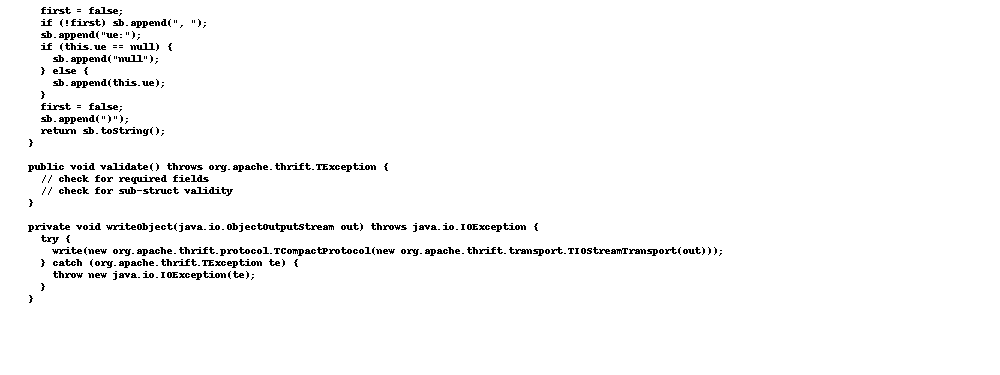 first = false;
if (!first) sb.append(", ");
sb.append("ue:");
if (this.ue == null) {
sb.append("null");
} else {
sb.append(this.ue);
}
first = false;
sb.append(")");
return sb.toString();
}
public void validate() throws org.apache.thrift.TException {
// check for required fields
// check for sub-struct validity
}
private void writeObject(java.io.ObjectOutputStream out) throws java.io.IOException {
try {
write(new org.apache.thrift.protocol.TCompactProtocol(new org.apache.thrift.transport.TIOStreamTransport(out)));
} catch (org.apache.thrift.TException te) {
throw new java.io.IOException(te);
}
}